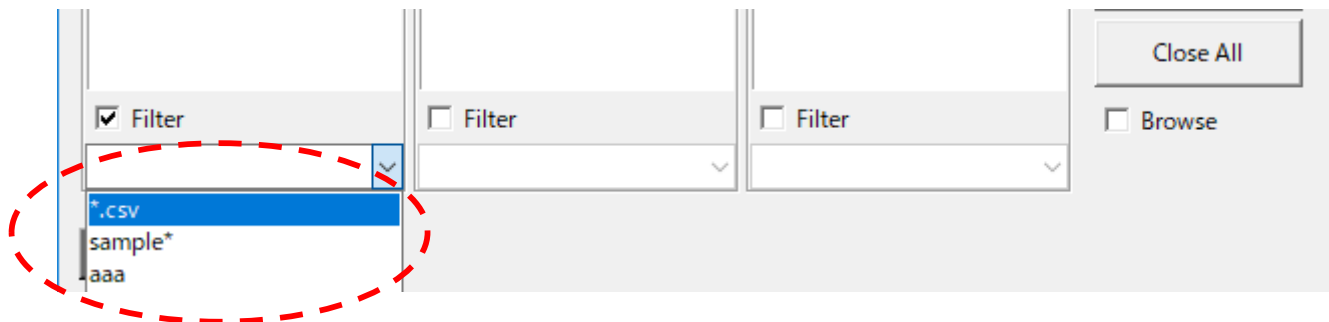 Close All
Filter
Filter
Filter
Browse
*.csv
sample*
aaa